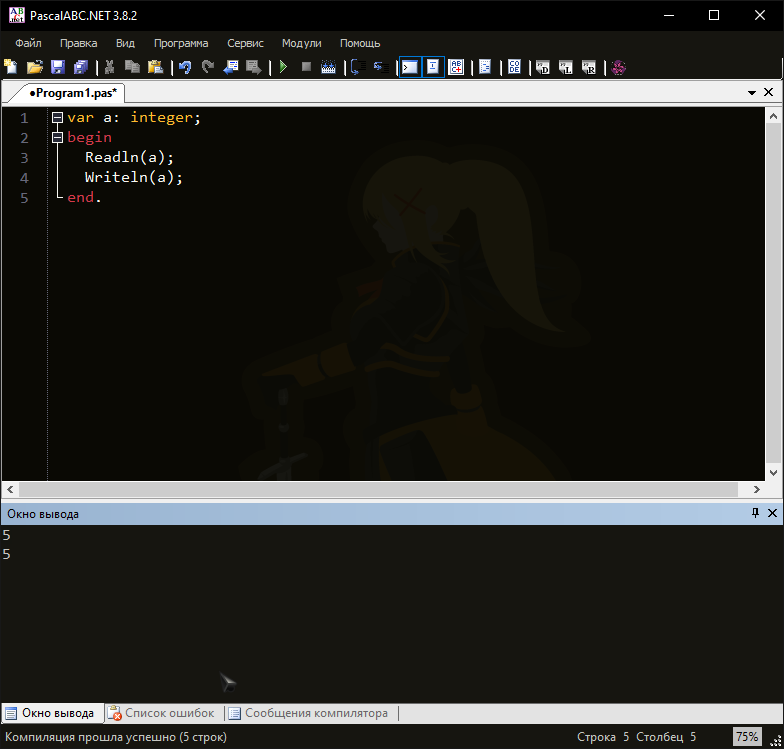 PascalABC.NET 3.8.2
Файл Правка Вид Программа Сервис Модули Помощь
•Program1.pas*
1 var a: integer;
2 begin
3 Readln(a);
4 Writeln(a);
5 end.
Окно вывода
5
5
Окно вывода Список ошибок Сообщения компилятора
Компиляция прошла успешно (5 строк) Строка 5 Столбец 5 75%